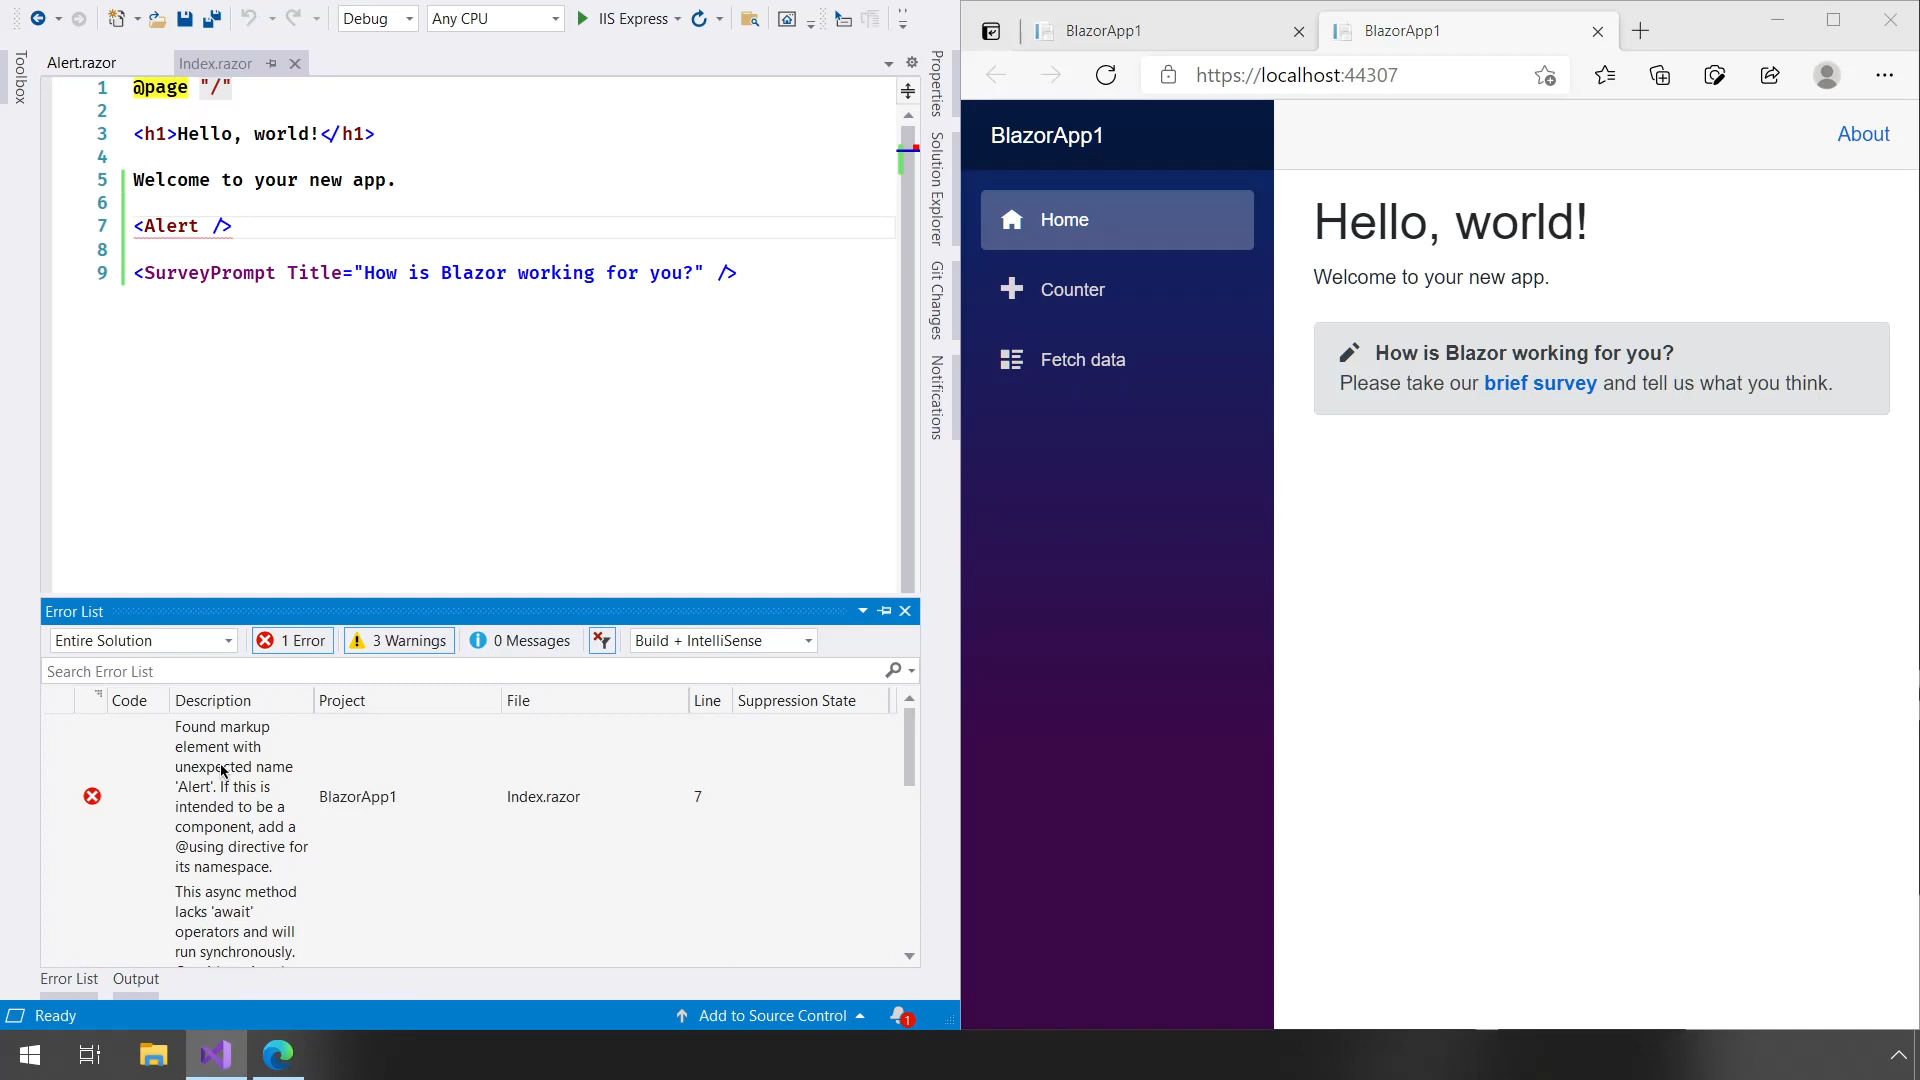 Debug
Any CPU
IIS Express
Toolbox
Alert.razor
Index.razor
1 @page "/"
2
3 <h1>Hello, world!</h1>
4
5 Welcome to your new app.
6
7 <Alert />
8
9 <SurveyPrompt Title="How is Blazor working for you?" />
Properties
Solution Explorer
Git Changes
Notifications
Error List
Entire Solution
1 Error
3 Warnings
0 Messages
Build + IntelliSense
Search Error List
Code Description Project File Line Suppression State
Found markup
element with
unexpected name
'Alert'. If this is
intended to be a
component, add a
@using directive for
its namespace.
BlazorApp1
Index.razor
7
This async method
lacks 'await'
operators and will
run synchronously.
Error List Output
Ready
Add to Source Control
1
BlazorApp1
BlazorApp1
https://localhost:44307
BlazorApp1
About
Home
Counter
Fetch data
Hello, world!
Welcome to your new app.
How is Blazor working for you?
Please take our brief survey and tell us what you think.